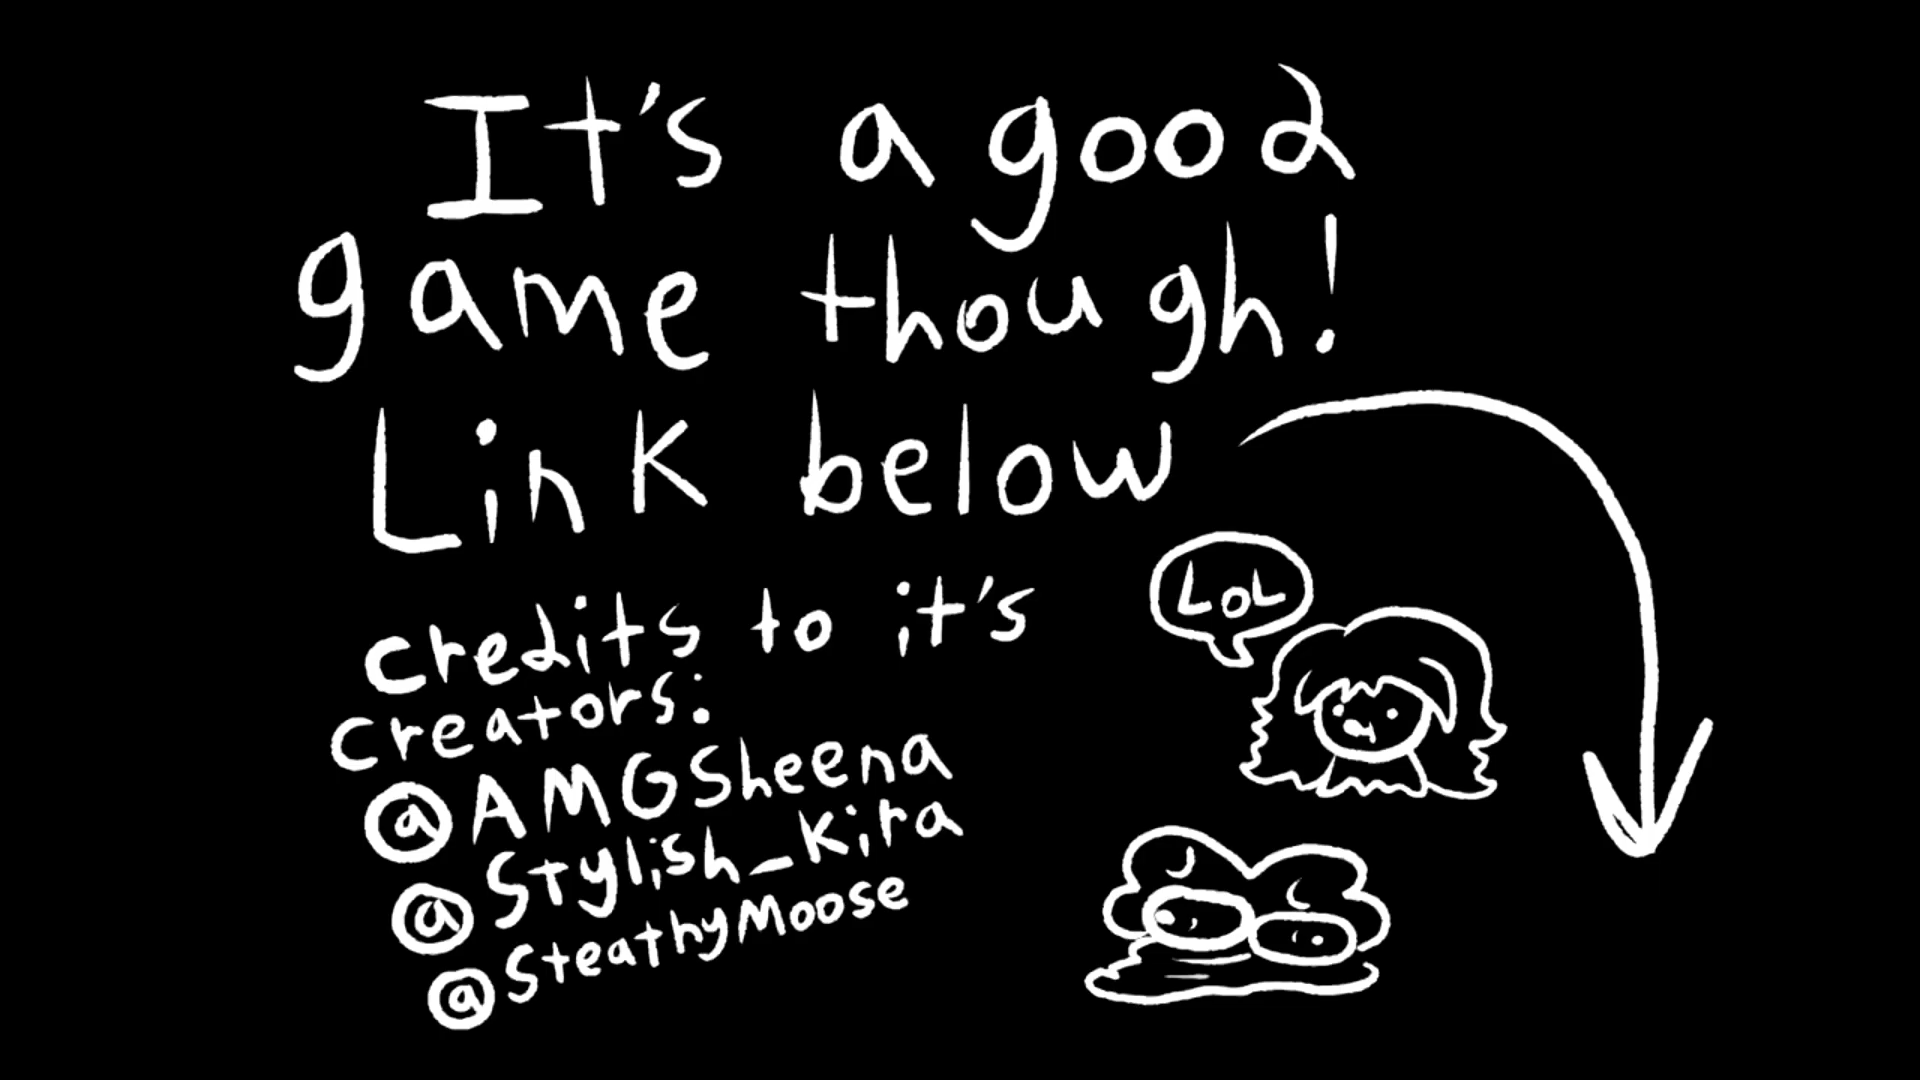 It's a good
game though!
Link below
LOL
credits to it's
creators:
@AMGSheena
@Stylish_Kira
@SteathyMoose